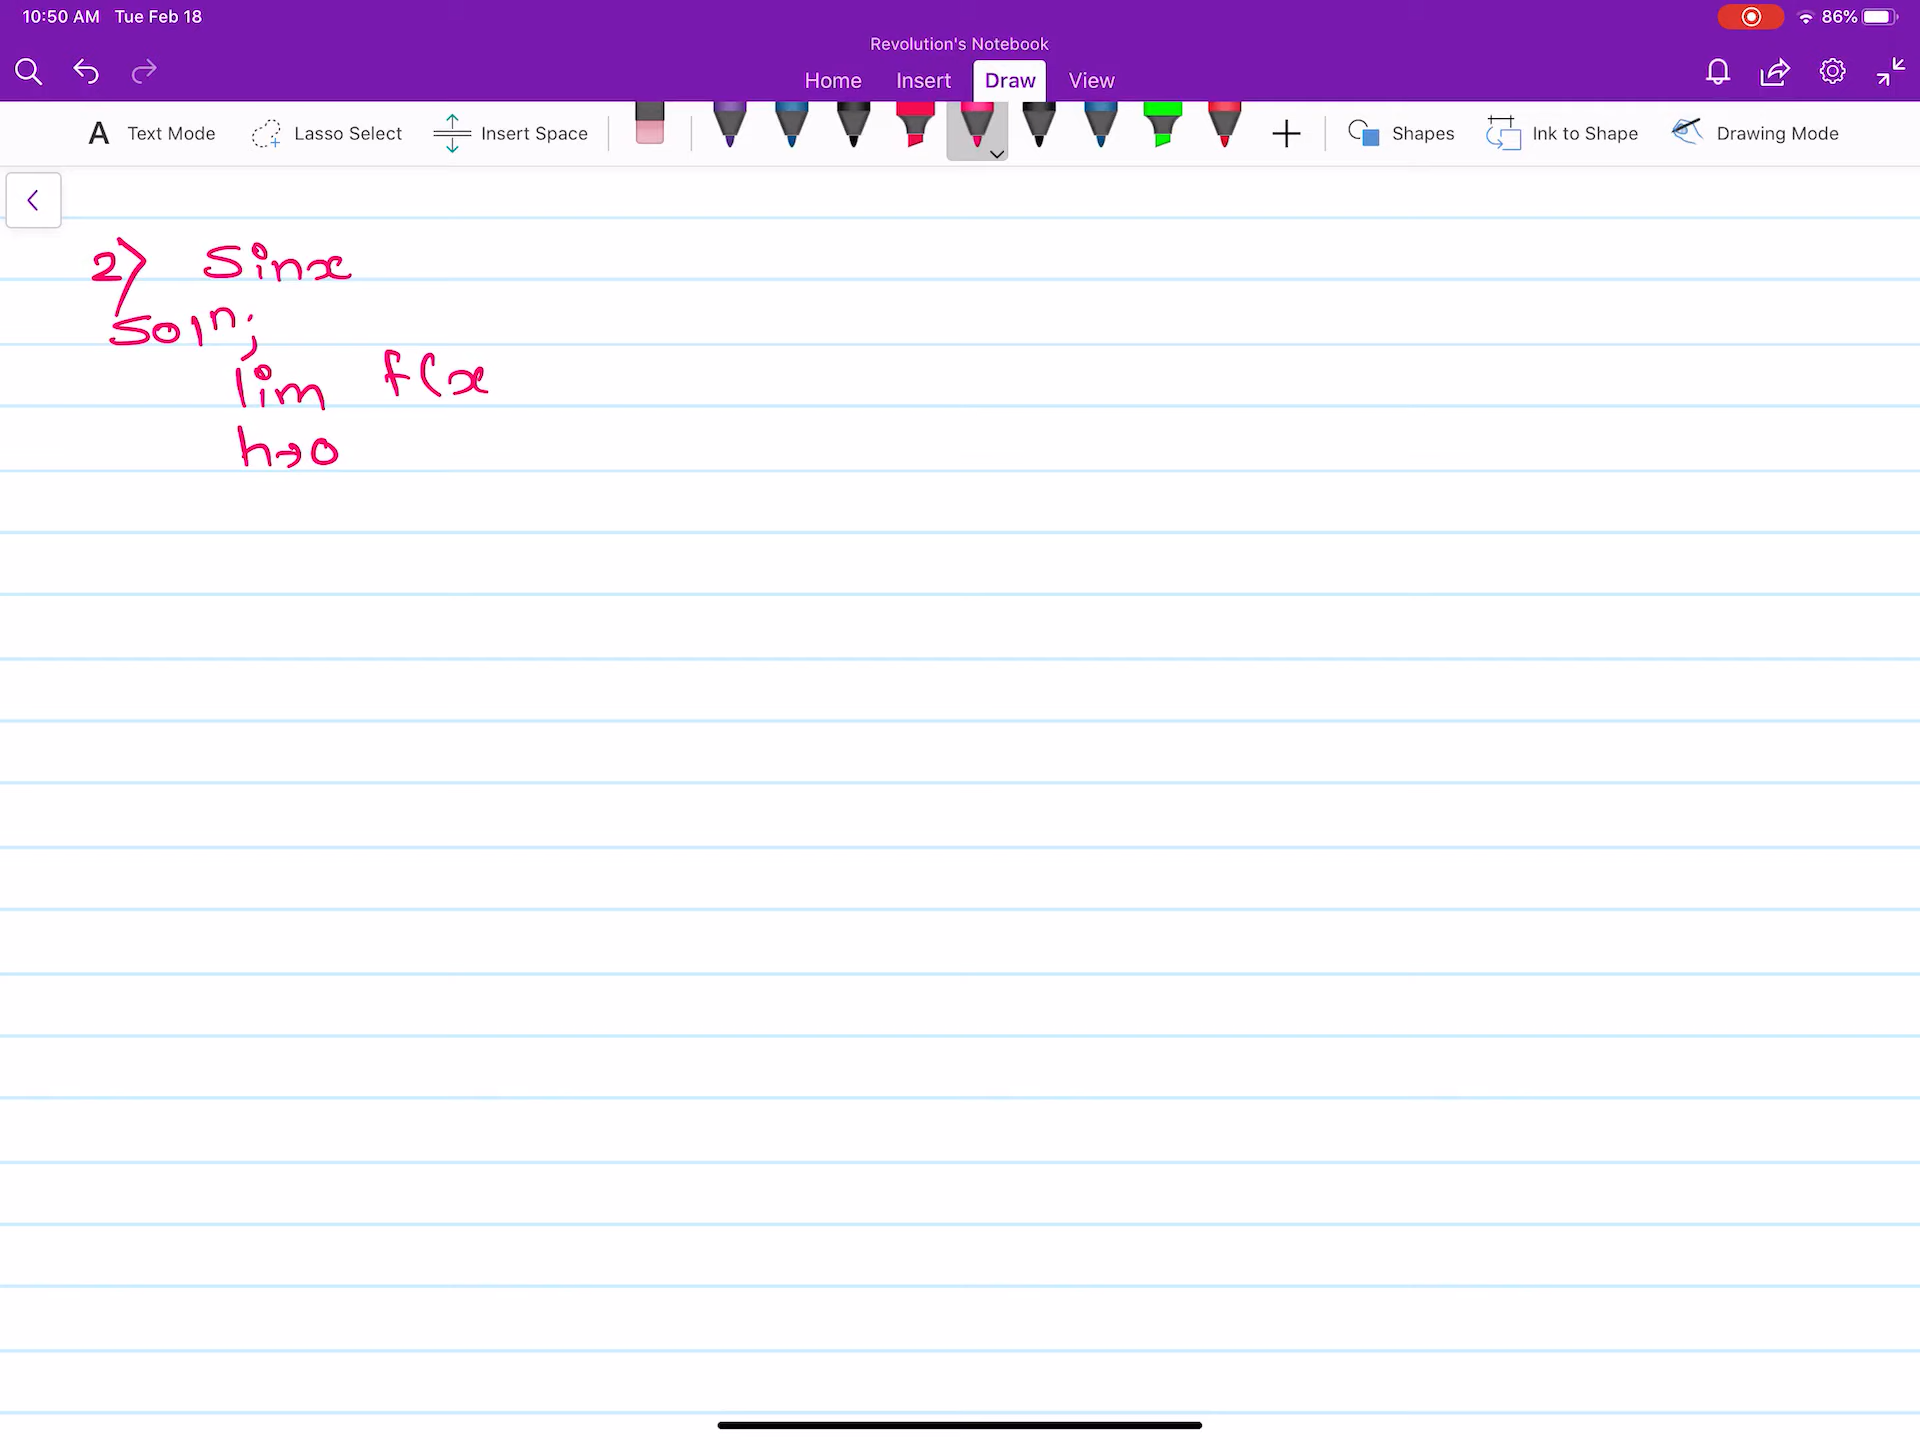 10:50 AM Tue Feb 18
86%
Revolution's Notebook
Home Insert Draw View
Text Mode Lasso Select Insert Space Shapes Ink to Shape Drawing Mode
2) Sinx
Solⁿ;
lim f(x
h→0